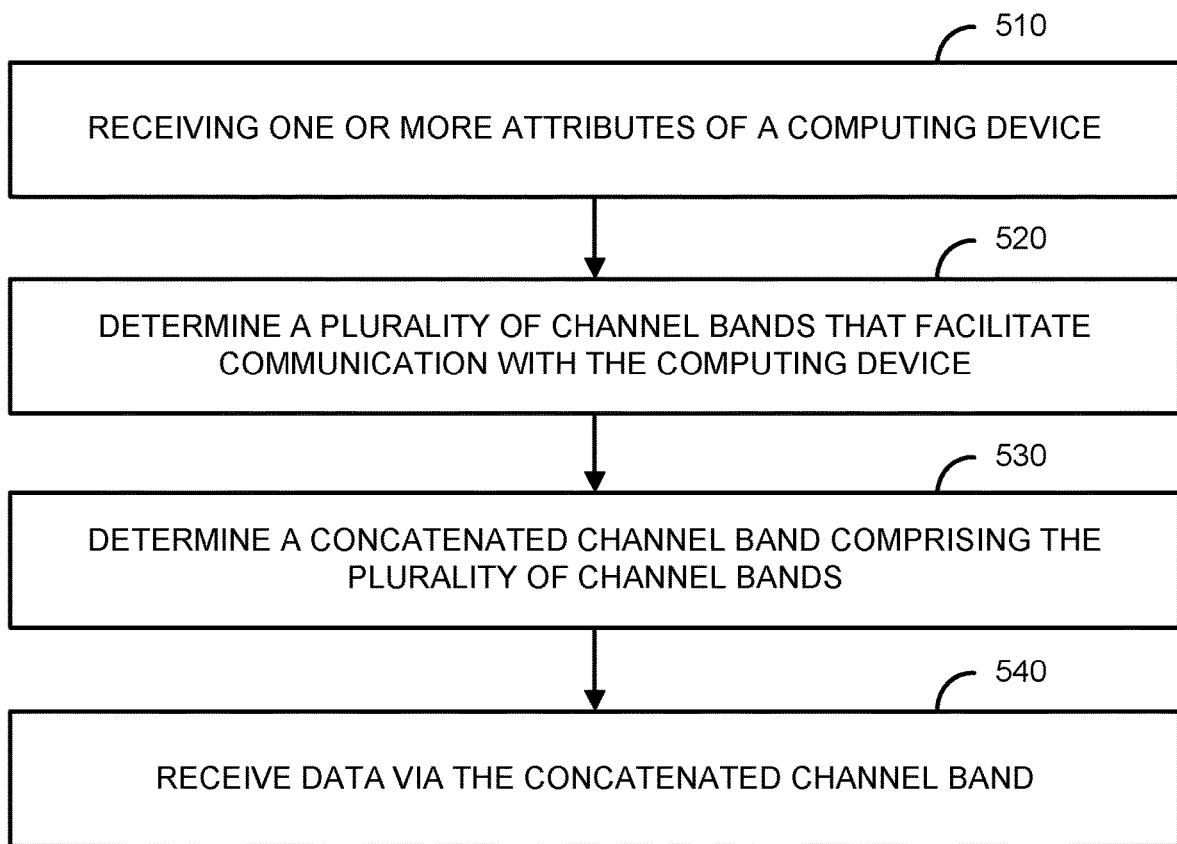 510
RECEIVING ONE OR MORE ATTRIBUTES OF A COMPUTING DEVICE
520
DETERMINE A PLURALITY OF CHANNEL BANDS THAT FACILITATE
COMMUNICATION WITH THE COMPUTING DEVICE
530
DETERMINE A CONCATENATED CHANNEL BAND COMPRISING THE
PLURALITY OF CHANNEL BANDS
540
RECEIVE DATA VIA THE CONCATENATED CHANNEL BAND